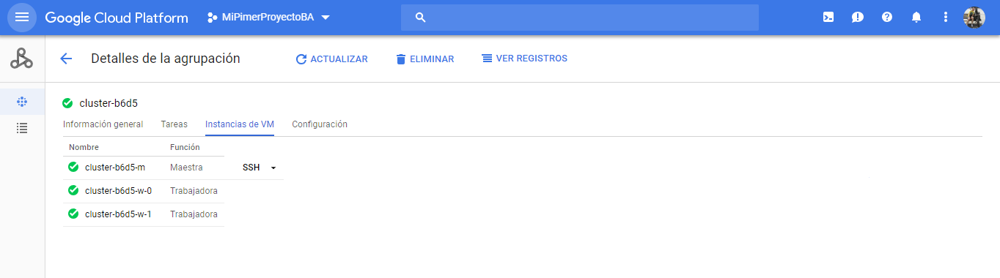 Google Cloud Platform MiPimerProyectoBA
Detalles de la agrupación ACTUALIZAR ELIMINAR VER REGISTROS
cluster-b6d5
Información general Tareas Instancias de VM Configuración
Nombre Función
cluster-b6d5-m Maestra SSH
cluster-b6d5-w-0 Trabajadora
cluster-b6d5-w-1 Trabajadora